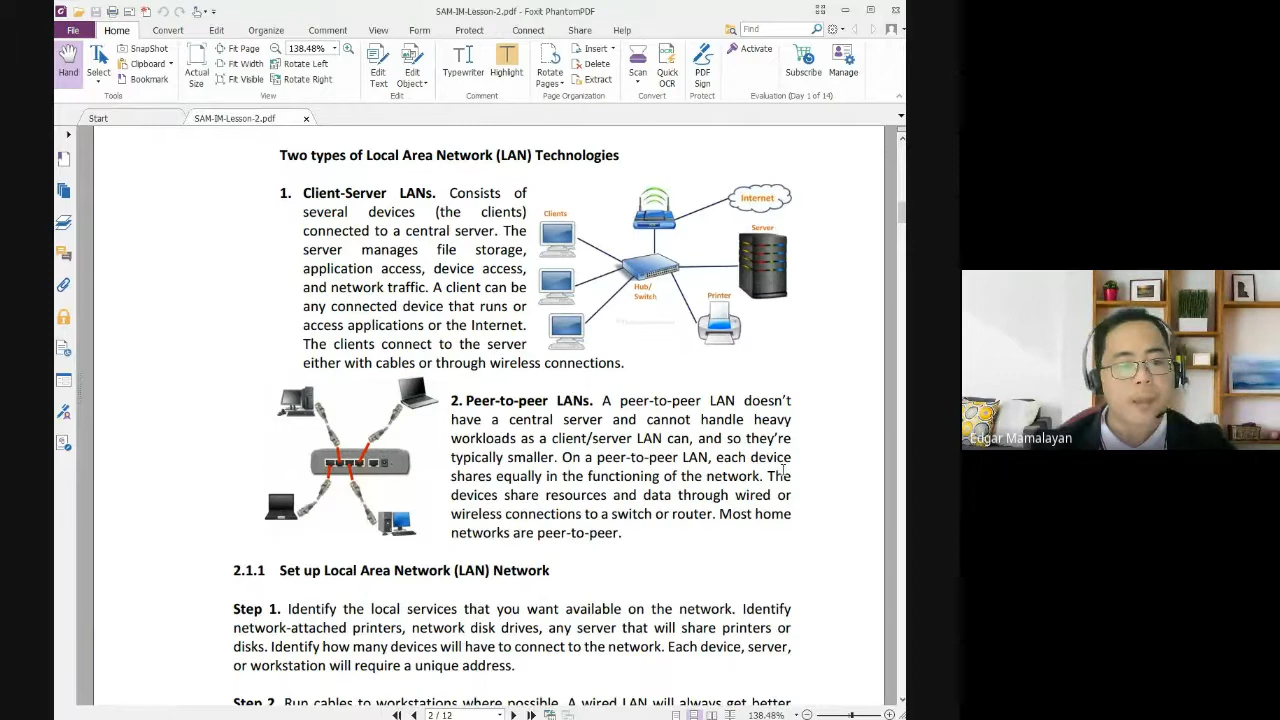 SAM-IM-Lesson-2.pdf - Foxit PhantomPDF
File Home Convert Edit Organize Comment View Form Protect Connect Share Help Find
Hand
Select
SnapShot
Clipboard
Bookmark
Tools
Actual
Size
Fit Page
Fit Width
Fit Visible
138.48%
Rotate Left
Rotate Right
View
Edit
Text
Edit
Object
Edit
Typewriter
Highlight
Comment
Rotate
Pages
Insert
Delete
Extract
Page Organization
Scan
Quick
OCR
Convert
PDF
Sign
Protect
Activate
Subscribe
Manage
Evaluation (Day 1 of 14)
Start
SAM-IM-Lesson-2.pdf
Two types of Local Area Network (LAN) Technologies
1. Client-Server LANs. Consists of
several devices (the clients)
connected to a central server. The
server manages file storage,
application access, device access,
and network traffic. A client can be
any connected device that runs or
access applications or the Internet.
The clients connect to the server
either with cables or through wireless connections.
Clients
Internet
Server
Hub/
Switch
Printer
2. Peer-to-peer LANs. A peer-to-peer LAN doesn’t
have a central server and cannot handle heavy
workloads as a client/server LAN can, and so they’re
typically smaller. On a peer-to-peer LAN, each device
shares equally in the functioning of the network. The
devices share resources and data through wired or
wireless connections to a switch or router. Most home
networks are peer-to-peer.
2.1.1 Set up Local Area Network (LAN) Network
Step 1. Identify the local services that you want available on the network. Identify
network-attached printers, network disk drives, any server that will share printers or
disks. Identify how many devices will have to connect to the network. Each device, server,
or workstation will require a unique address.
Step 2. Run cables to workstations where possible. A wired LAN will always get better
2 / 12
138.48%
Edgar Mamalayan